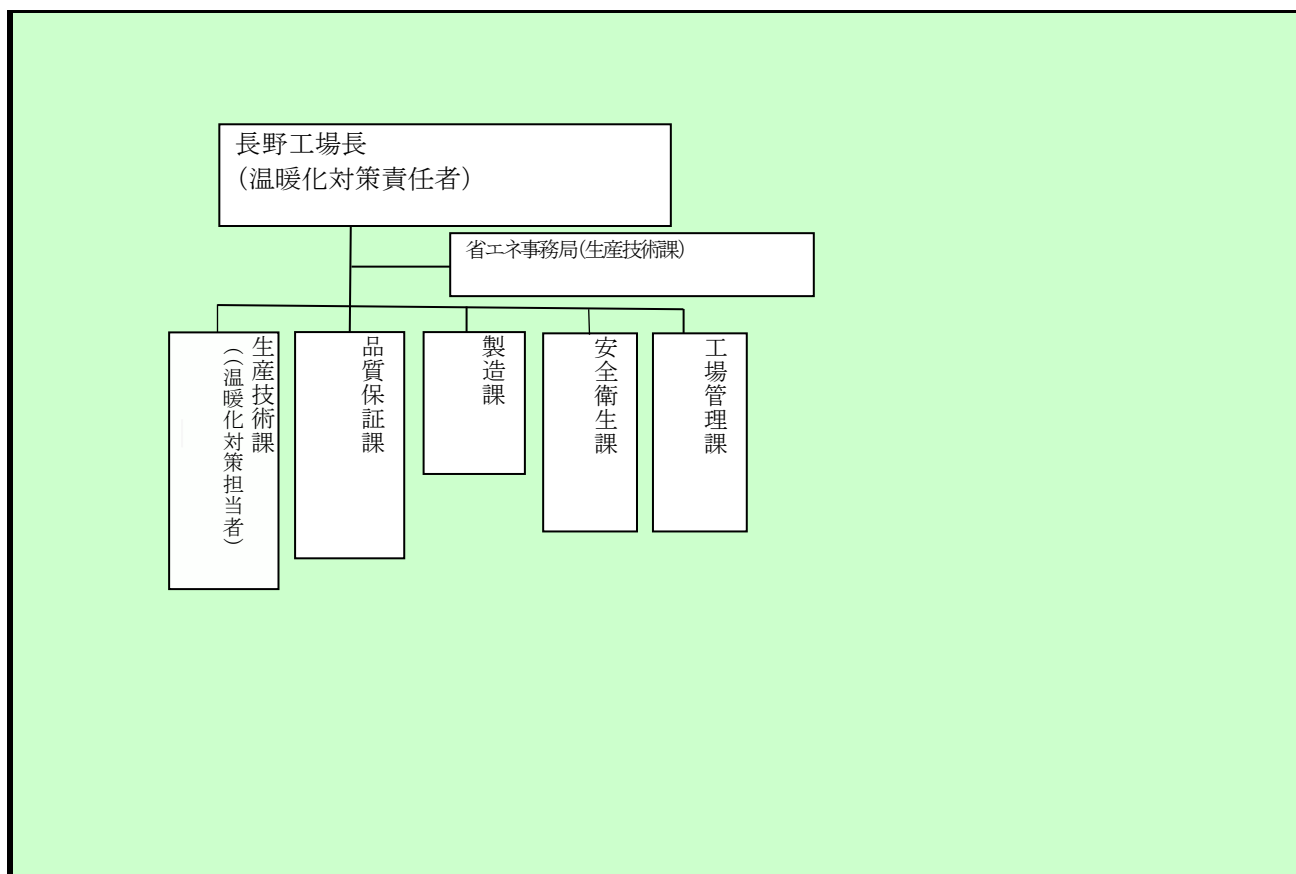 長野工場長
(温暖化対策責任者)
省エネ事務局(生産技術課)
生産技術課
((温暖化対策担当者)
品質保証課
製造課
安全衛生課
工場管理課